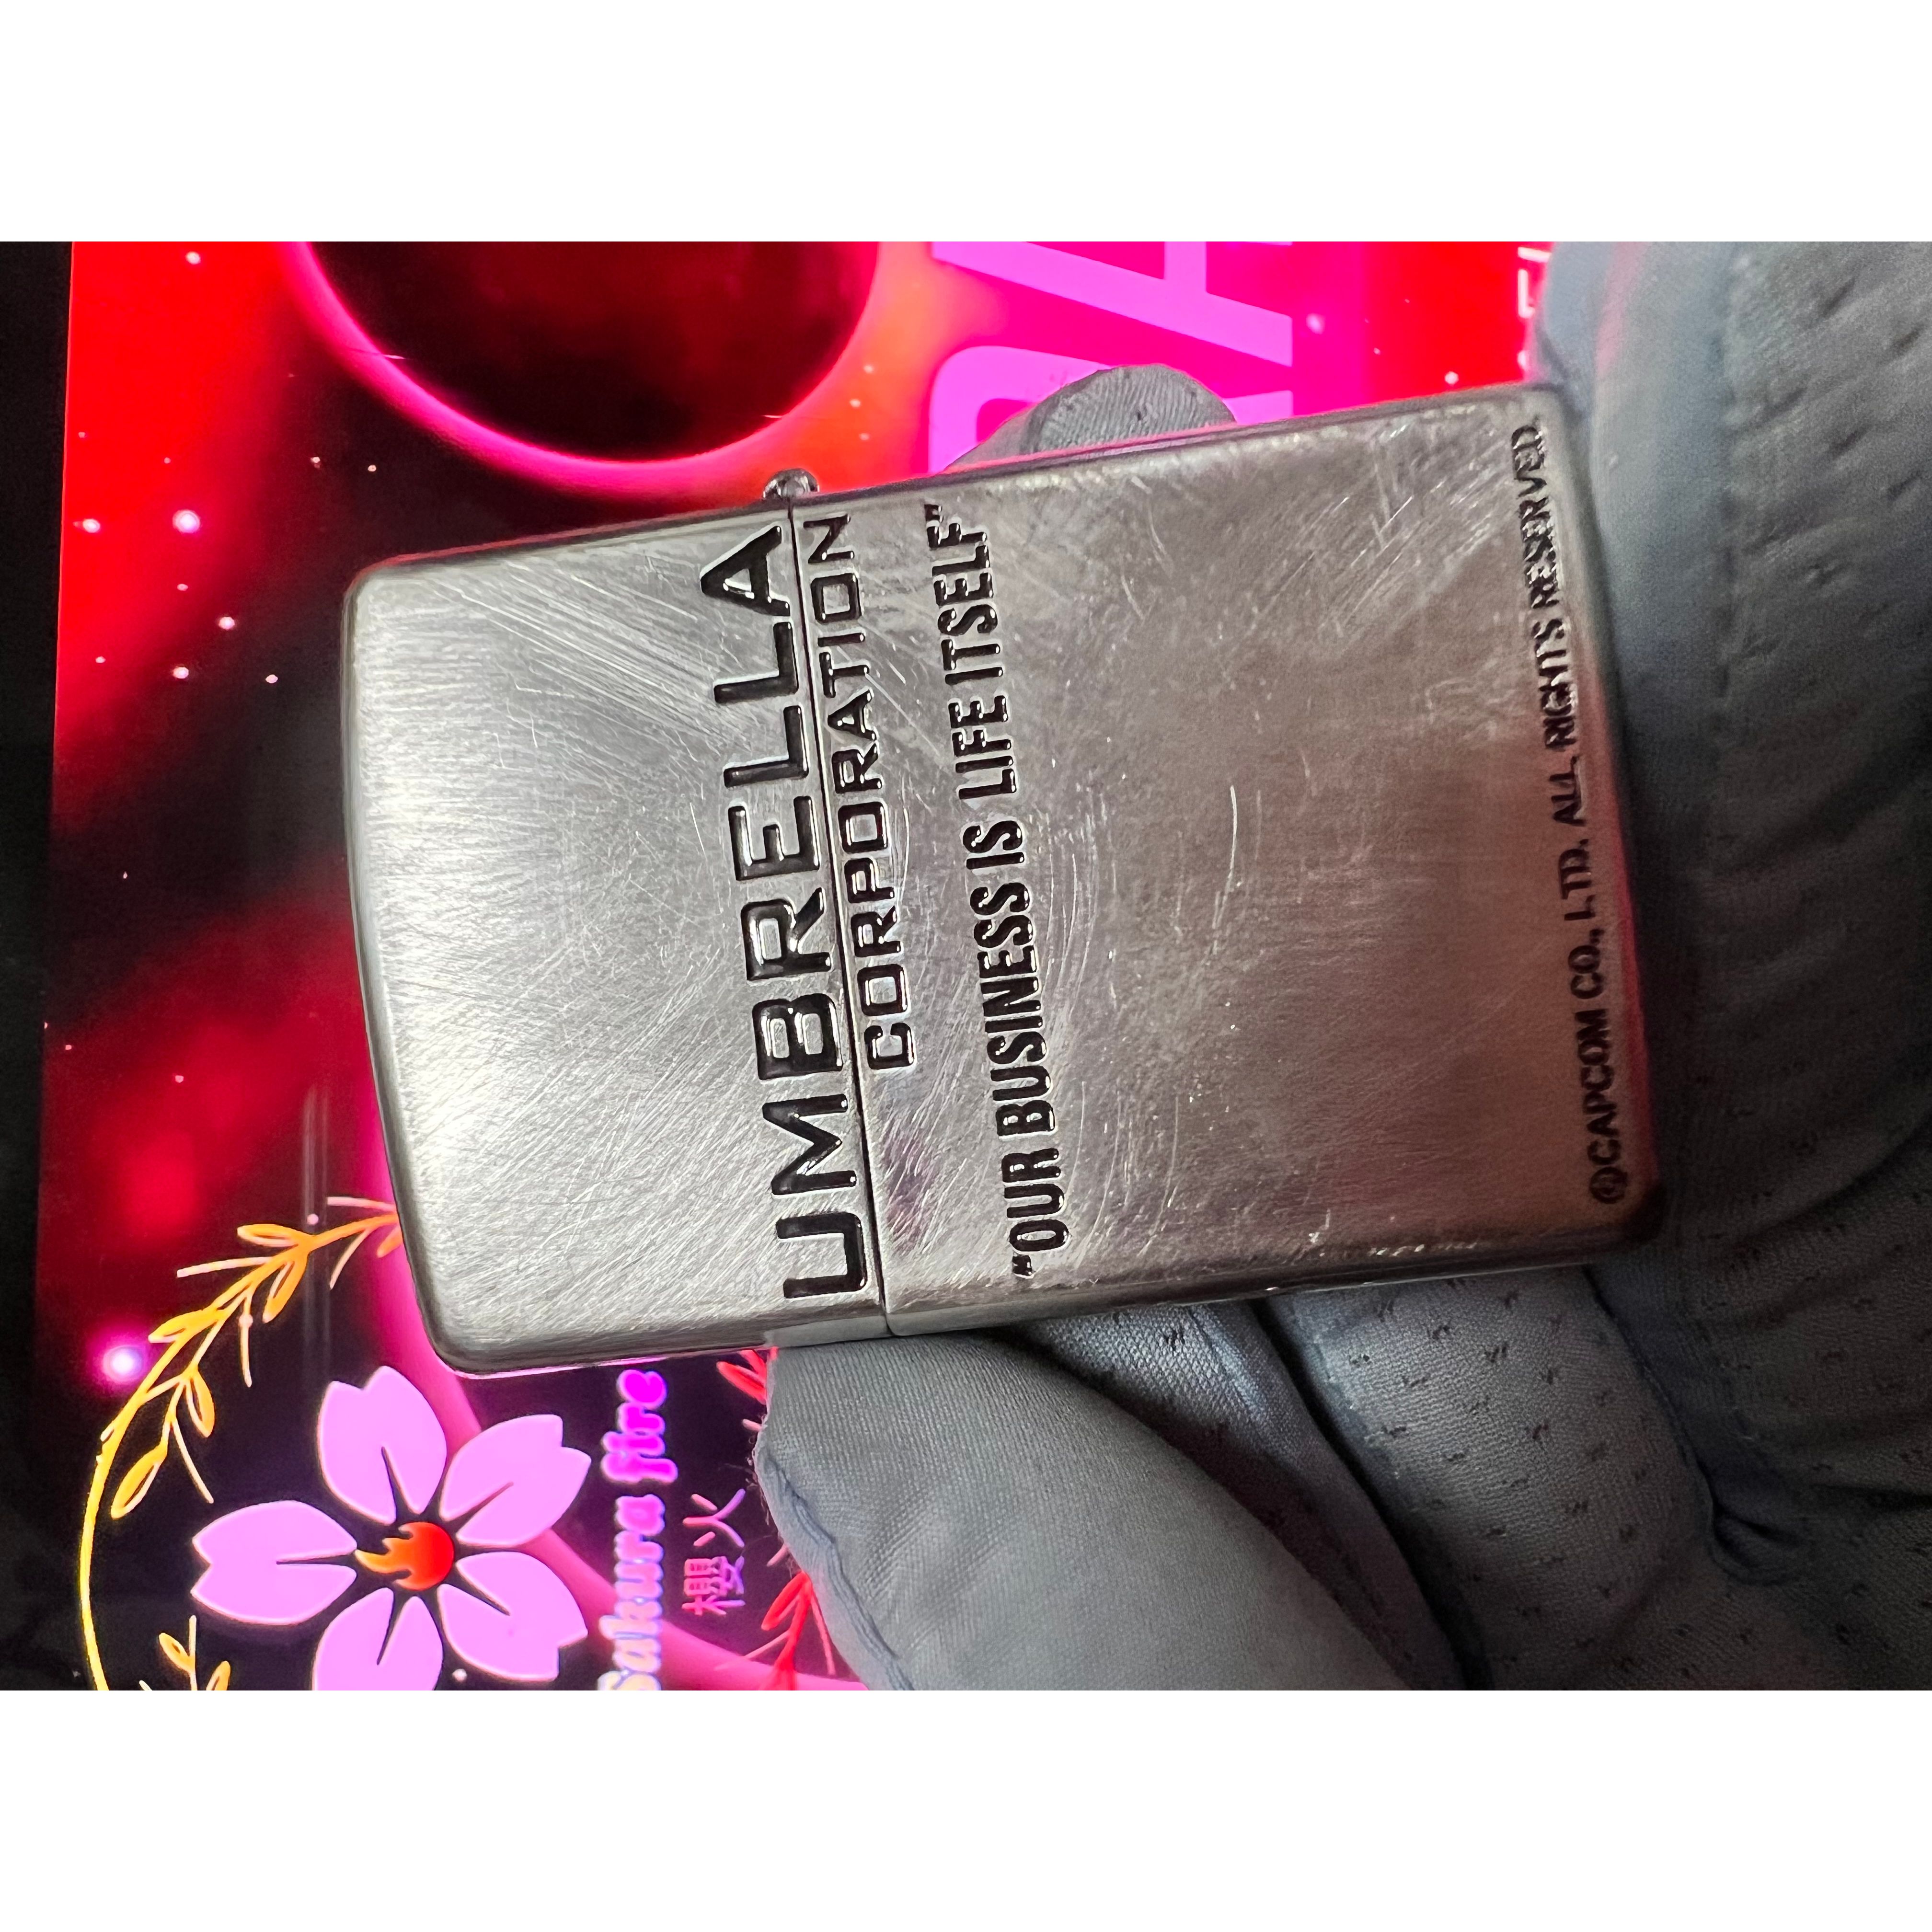 UMBRELLA
CORPORATION
"OUR BUSINESS IS LIFE ITSELF"
©CAPCOM CO., LTD. ALL RIGHTS RESERVED.
Sakura fire
櫻火